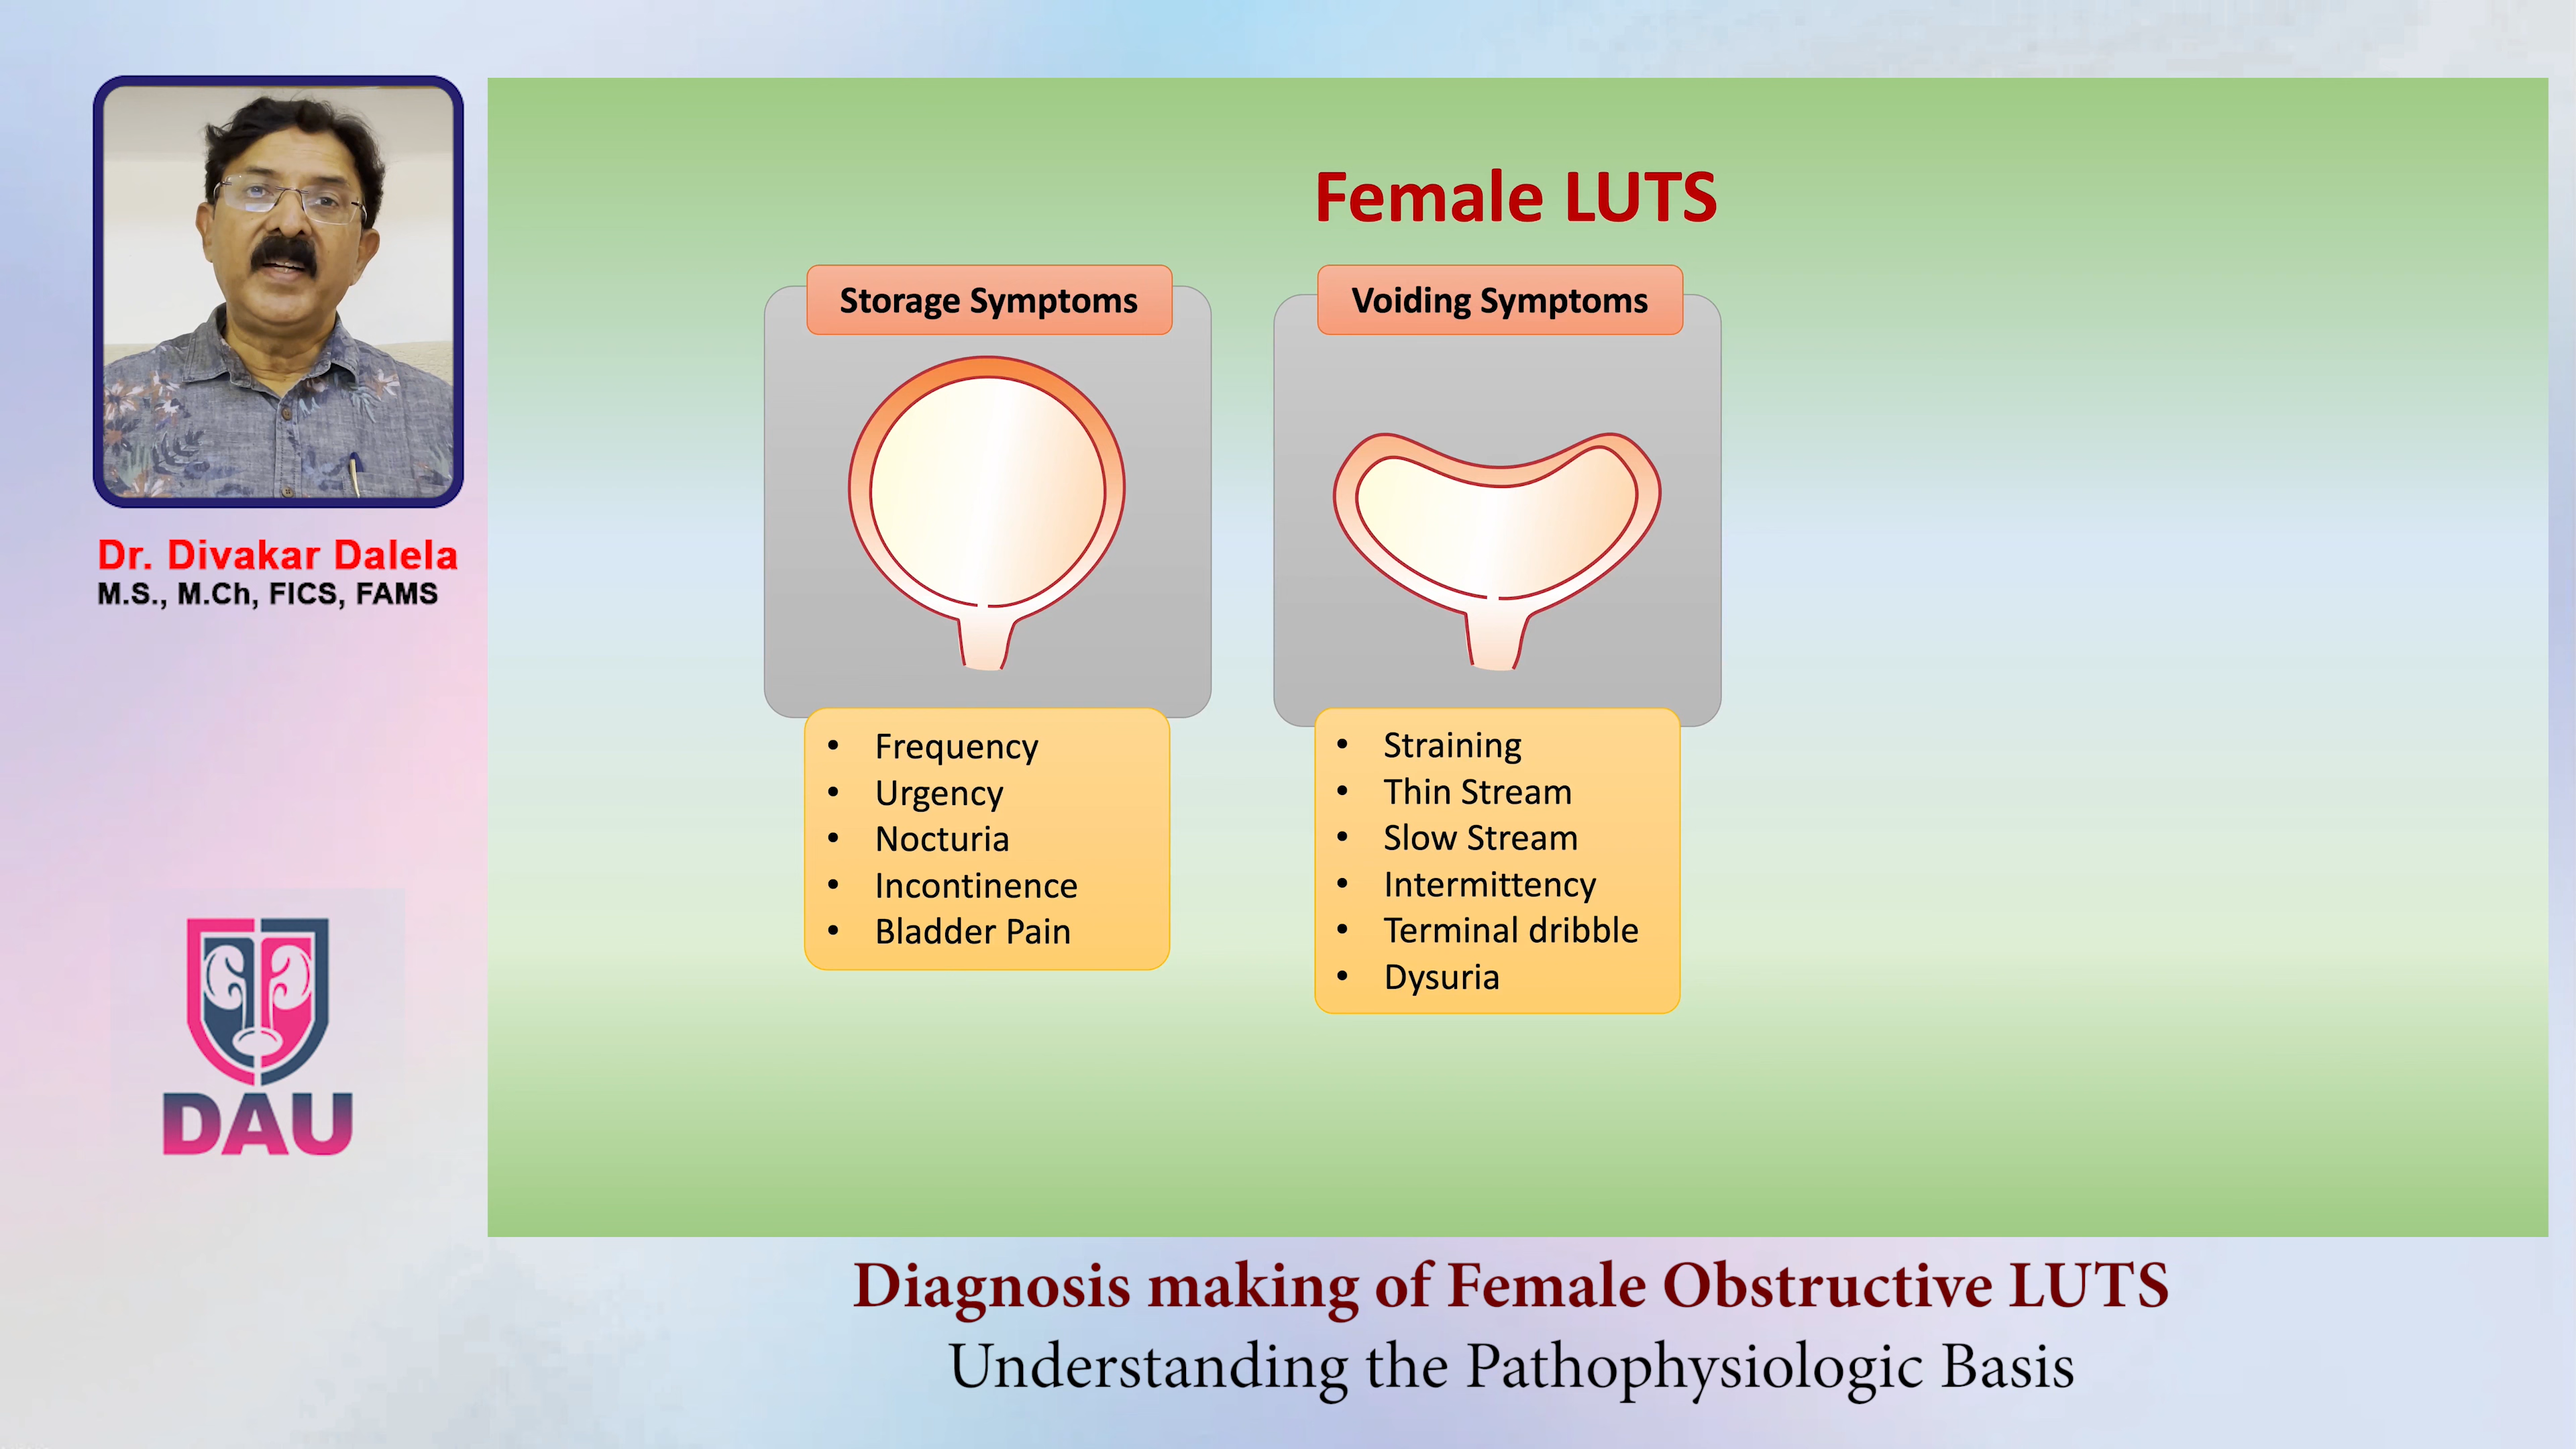 Dr. Divakar Dalela
M.S., M.Ch, FICS, FAMS
DAU
Female LUTS
Storage Symptoms
• Frequency
• Urgency
• Nocturia
• Incontinence
• Bladder Pain
Voiding Symptoms
• Straining
• Thin Stream
• Slow Stream
• Intermittency
• Terminal dribble
• Dysuria
Diagnosis making of Female Obstructive LUTS
Understanding the Pathophysiologic Basis